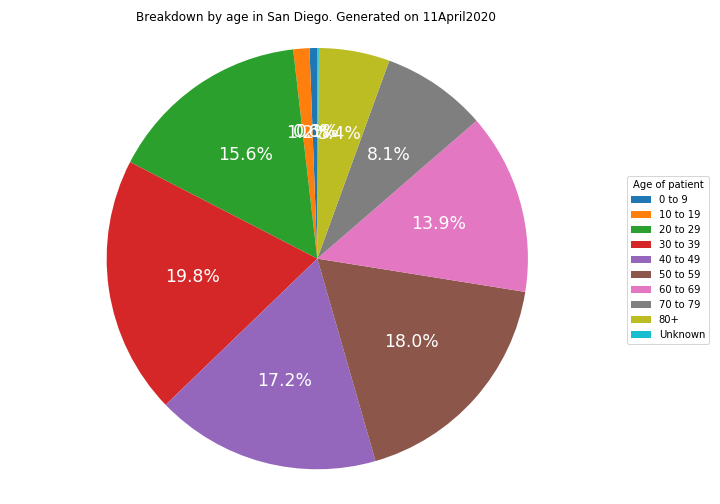 Breakdown by age in San Diego. Generated on 11April2020
15.6%
8.1%
13.9%
19.8%
18.0%
17.2%
Age of patient
0 to 9
10 to 19
20 to 29
30 to 39
40 to 49
50 to 59
60 to 69
70 to 79
80+
Unknown